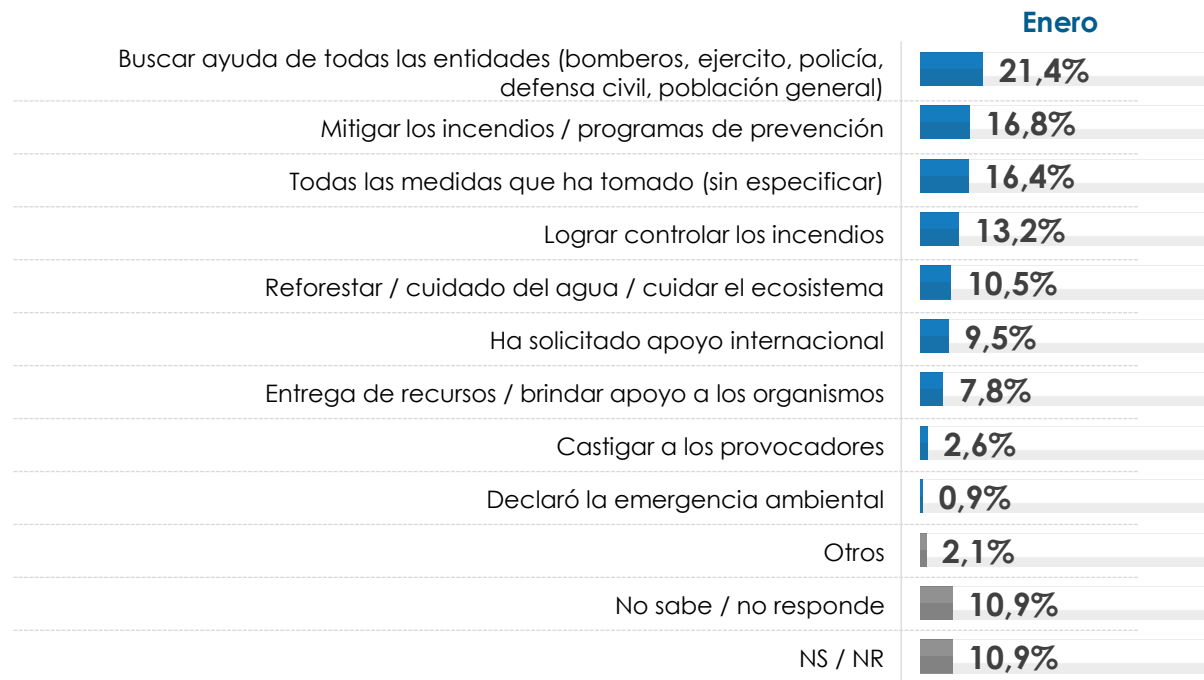 Enero
Buscar ayuda de todas las entidades (bomberos, ejercito, policía,
defensa civil, población general)
21,4%
Mitigar los incendios / programas de prevención
16,8%
Todas las medidas que ha tomado (sin especificar)
16,4%
Lograr controlar los incendios
13,2%
Reforestar / cuidado del agua / cuidar el ecosistema
10,5%
Ha solicitado apoyo internacional
9,5%
Entrega de recursos / brindar apoyo a los organismos
7,8%
Castigar a los provocadores
2,6%
Declaró la emergencia ambiental
0,9%
Otros
2,1%
No sabe / no responde
10,9%
NS / NR
10,9%